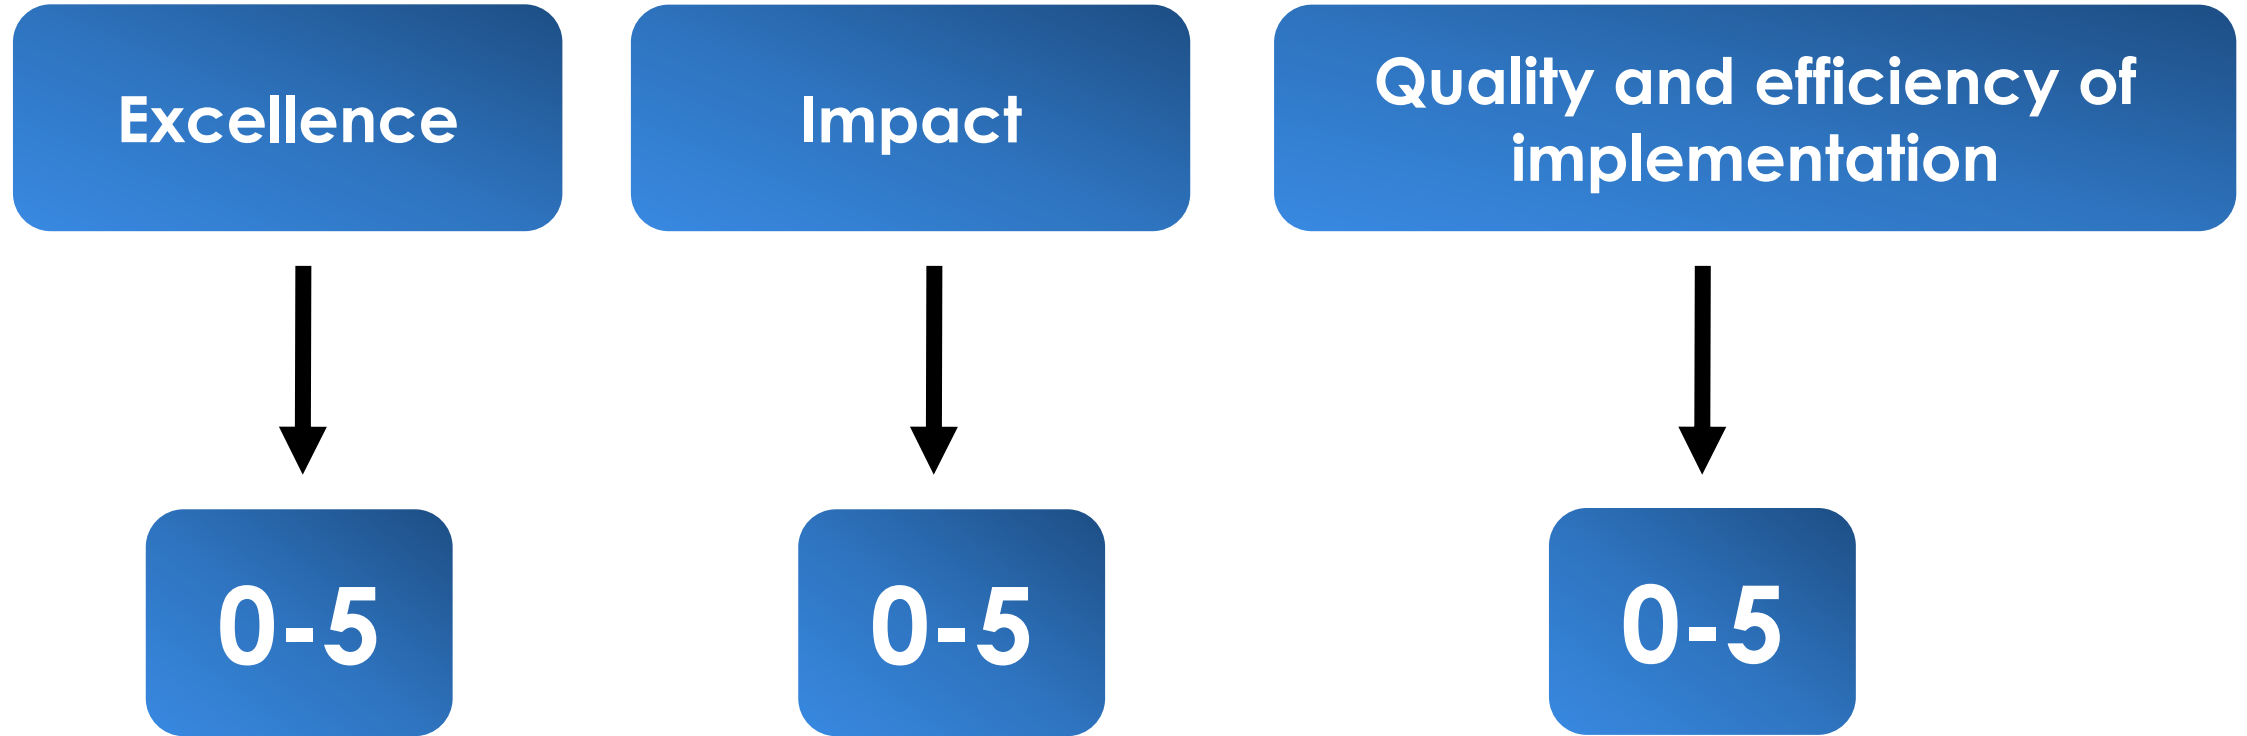 Excellence
Impact
Quality and efficiency of
implementation
0-5
0-5
0-5